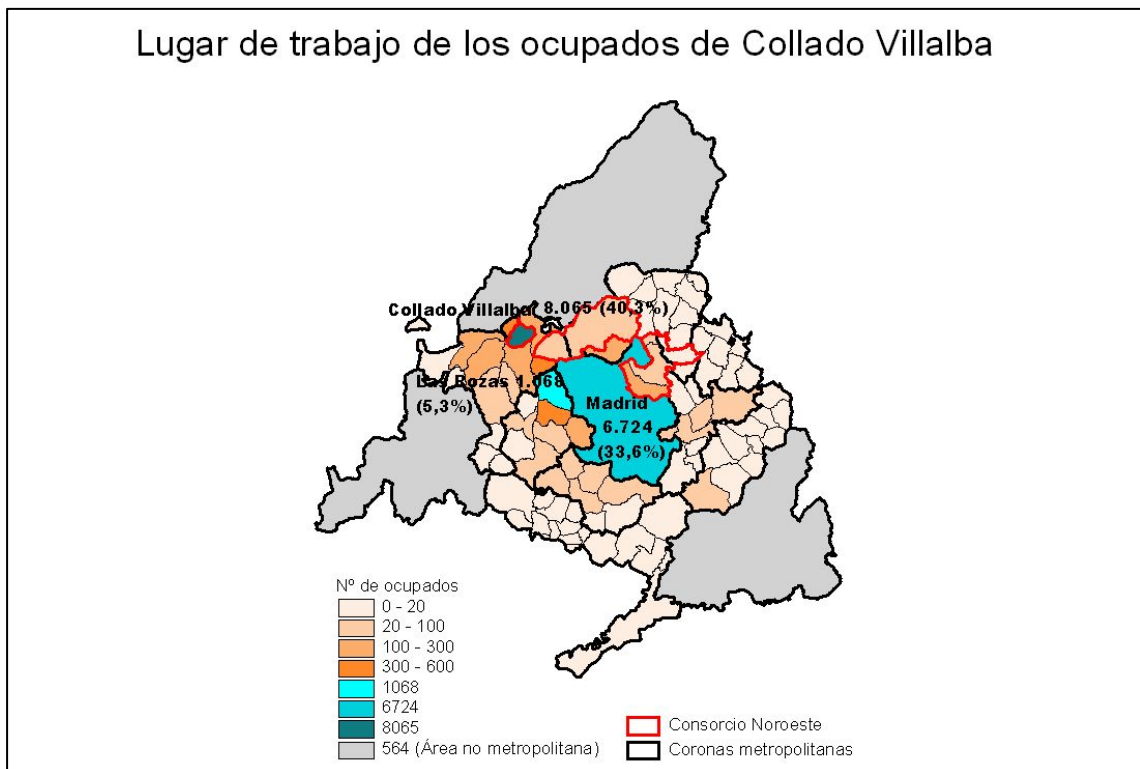 Lugar de trabajo de los ocupados de Collado Villalba
Collado Villalba 8.065 (40,3%)
Las Rozas 1.068
(5,3%)
Madrid
6.724
(33,6%)
Nº de ocupados
0 - 20
20 - 100
100 - 300
300 - 600
1068
6724
8065
564 (Área no metropolitana)
Consorcio Noroeste
Coronas metropolitanas